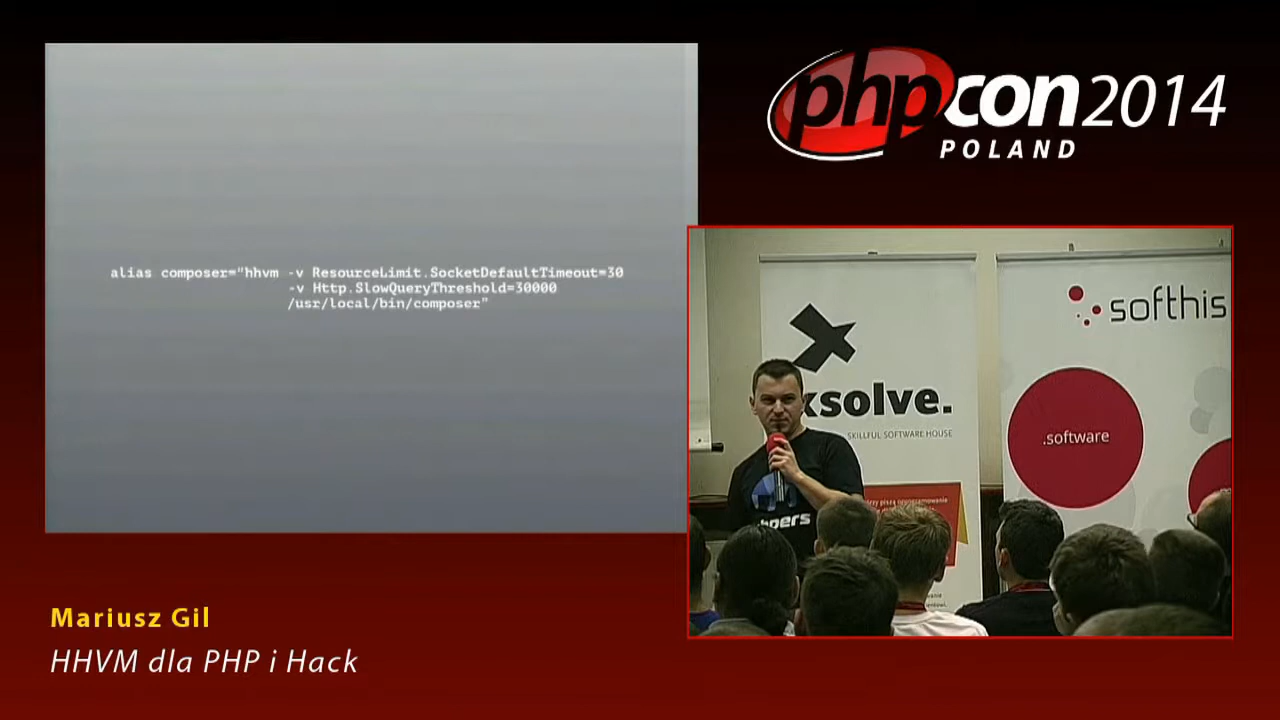 alias composer="hhvm -v ResourceLimit.SocketDefaultTimeout=30
-v Http.SlowQueryThreshold=30000
/usr/local/bin/composer"
phpcon2014
POLAND
softhis
xsolve.
SKILLFUL SOFTWARE HOUSE
.software
Mariusz Gil
HHVM dla PHP i Hack